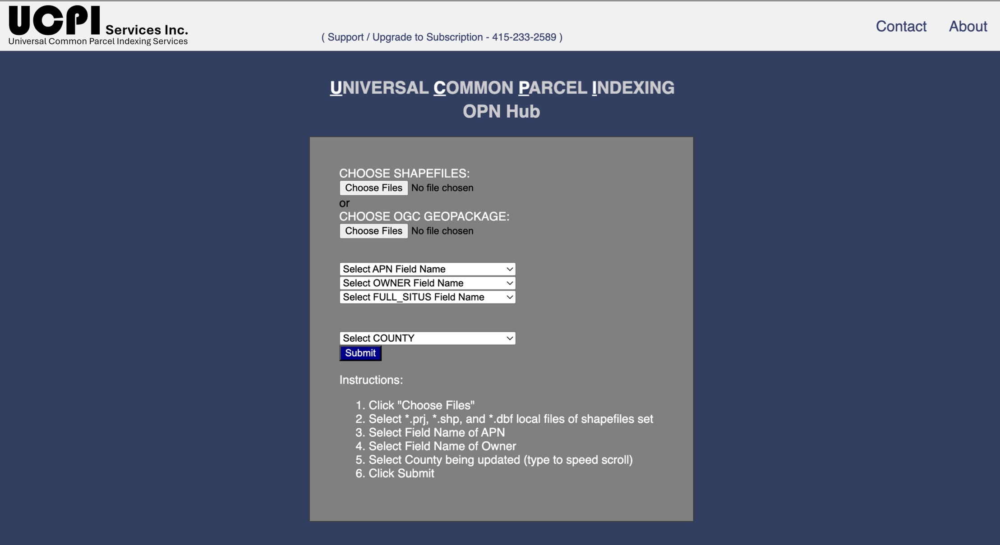 UCPI Services Inc.
Universal Common Parcel Indexing Services
( Support / Upgrade to Subscription - 415-233-2589 )
Contact About
UNIVERSAL COMMON PARCEL INDEXING
OPN Hub
CHOOSE SHAPEFILES:
Choose Files No file chosen
or
CHOOSE OGC GEOPACKAGE:
Choose Files No file chosen
Select APN Field Name
Select OWNER Field Name
Select FULL_SITUS Field Name
Select COUNTY
Submit
Instructions:
1. Click "Choose Files"
2. Select *.prj, *.shp, and *.dbf local files of shapefiles set
3. Select Field Name of APN
4. Select Field Name of Owner
5. Select County being updated (type to speed scroll)
6. Click Submit